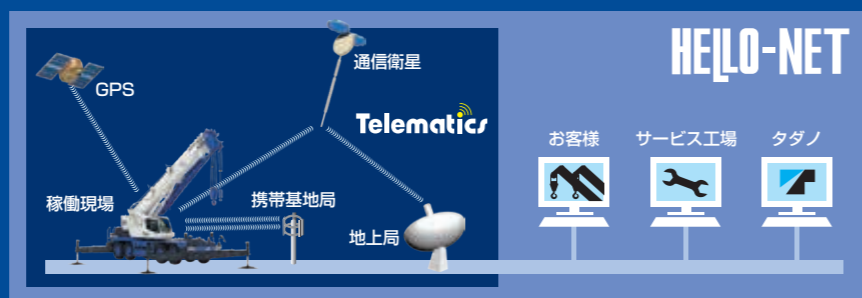 HELLO-NET
通信衛星
GPS
Telematics
お客様 サービス工場 タダノ
稼働現場
携帯基地局
地上局